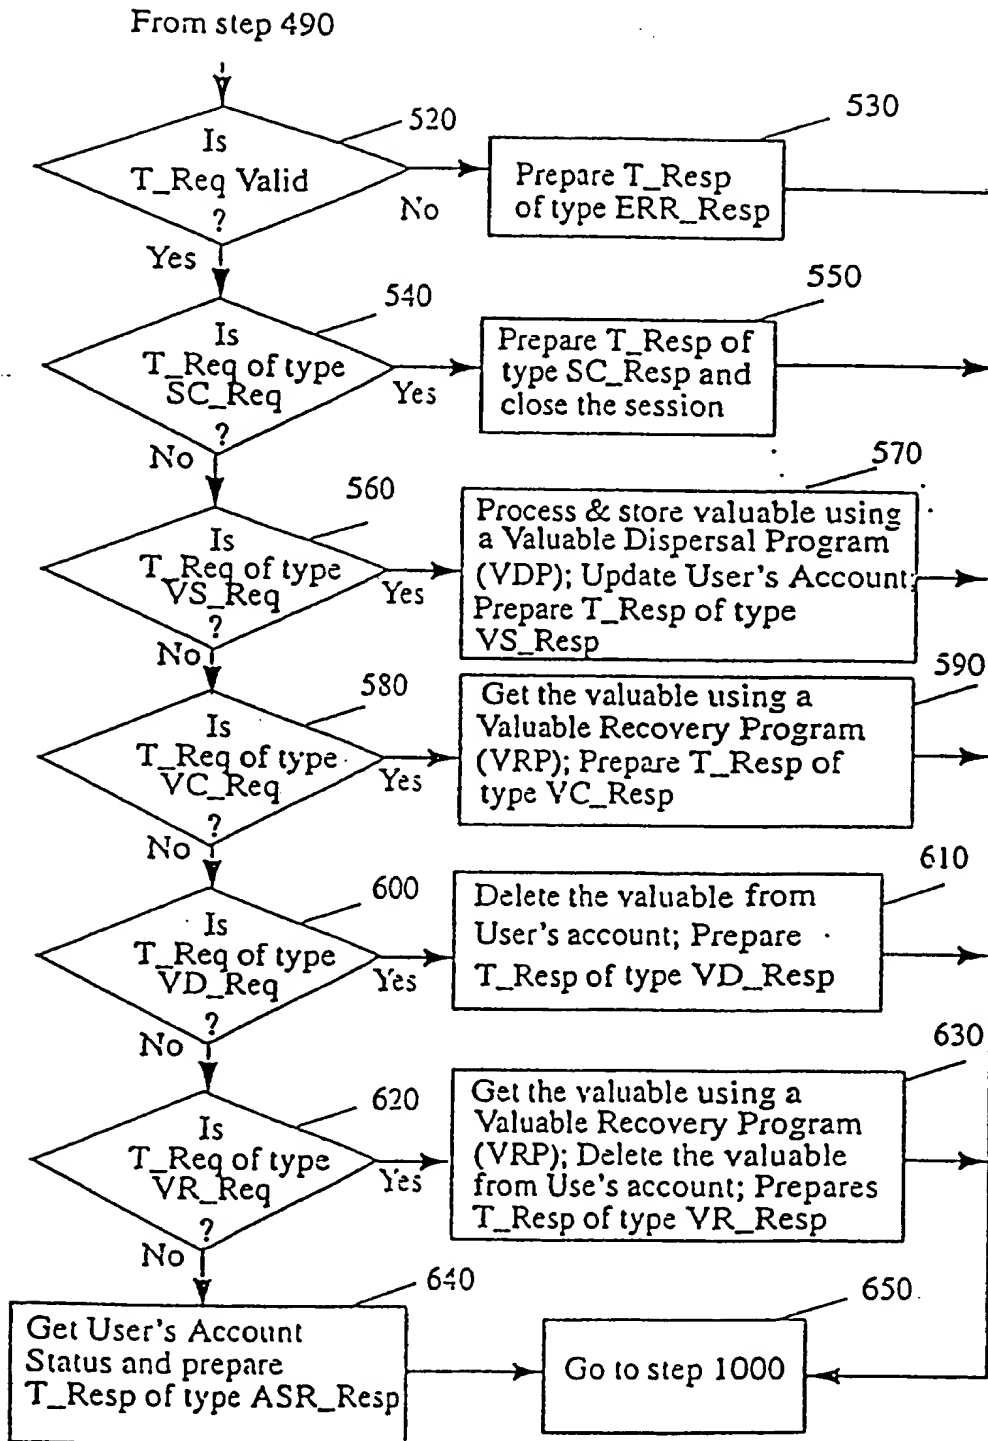 From step 490
520
Is
T_Req Valid
?
No
Yes
530
Prepare T_Resp
of type ERR_Resp
540
Is
T_Req of type
SC_Req
?
Yes
No
550
Prepare T_Resp of
type SC_Resp and
close the session
560
Is
T_Req of type
VS_Req
?
Yes
No
570
Process & store valuable using
a Valuable Dispersal Program
(VDP); Update User's Account;
Prepare T_Resp of type
VS_Resp
580
Is
T_Req of type
VC_Req
?
Yes
No
590
Get the valuable using a
Valuable Recovery Program
(VRP); Prepare T_Resp of
type VC_Resp
600
Is
T_Req of type
VD_Req
?
Yes
No
610
Delete the valuable from
User's account; Prepare
T_Resp of type VD_Resp
620
Is
T_Req of type
VR_Req
?
Yes
No
630
Get the valuable using a
Valuable Recovery Program
(VRP); Delete the valuable
from Use's account; Prepares
T_Resp of type VR_Resp
640
Get User's Account
Status and prepare
T_Resp of type ASR_Resp
650
Go to step 1000